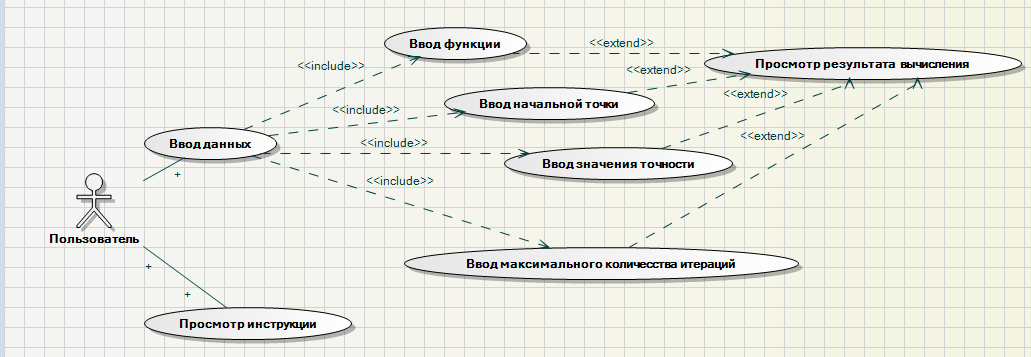 Ввод функции
<<extend>>
Просмотр результата вычисления
<<include>>
<<extend>>
<<extend>>
Ввод начальной точки
<<include>>
<<extend>>
Ввод данных
<<include>>
Ввод значения точности
+
<<include>>
Пользователь
Ввод максимального количесства итераций
+
+
Просмотр инструкции